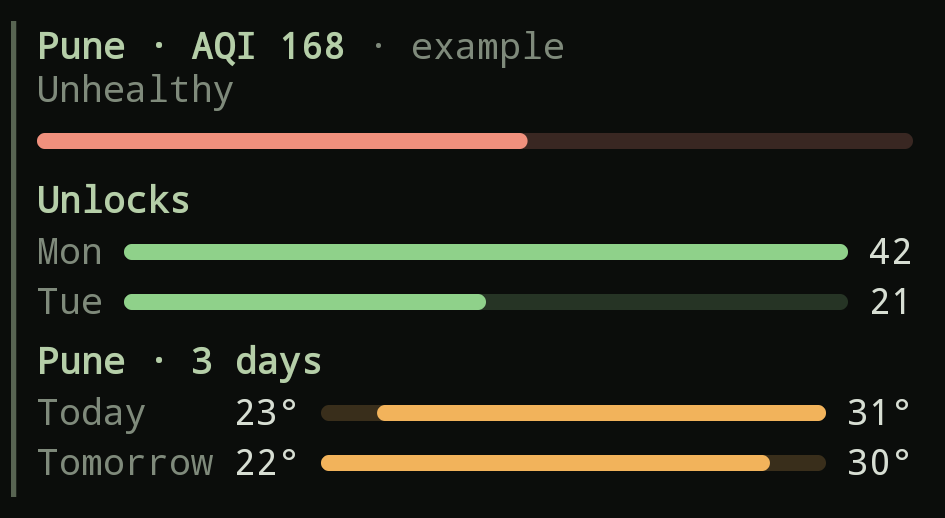 Pune · AQI 168 · example
Unhealthy
Unlocks
Mon 42
Tue 21
Pune · 3 days
Today 23° 31°
Tomorrow 22° 30°